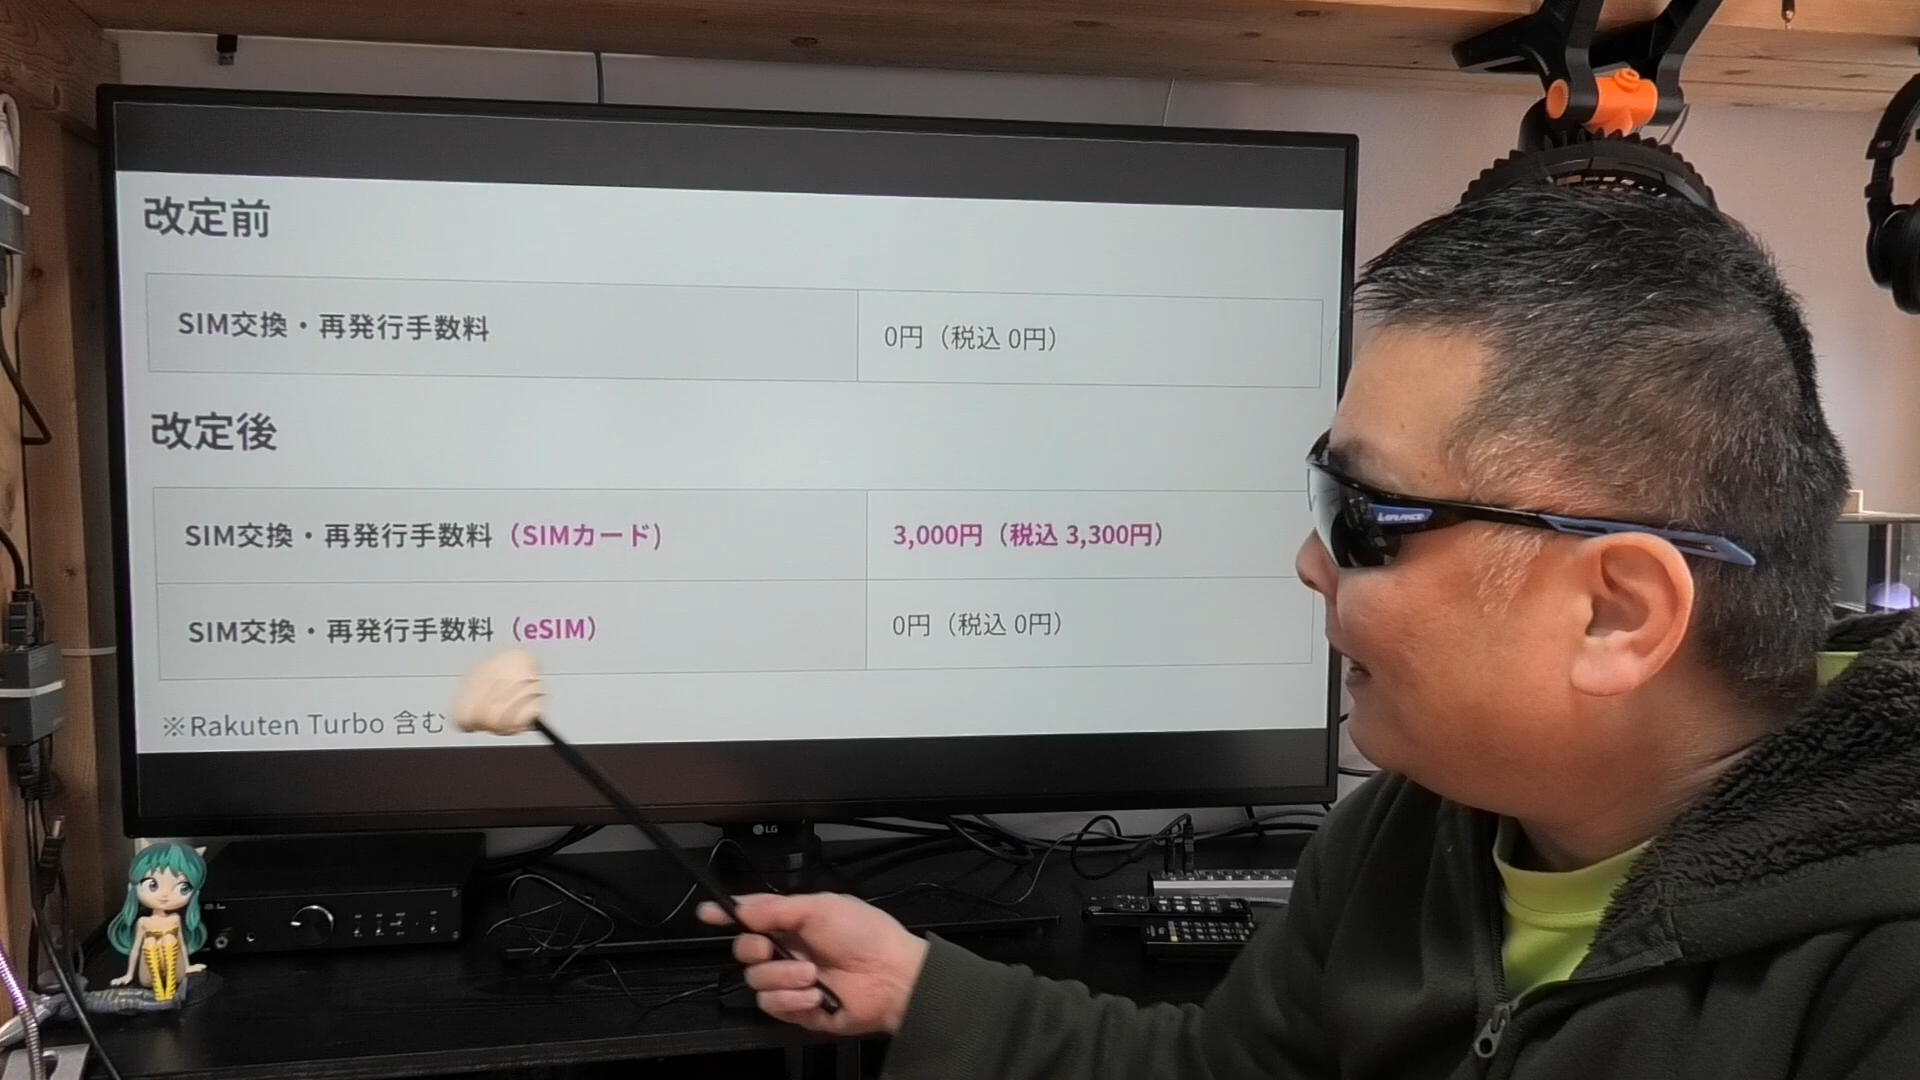 改定前
SIM交換・再発行手数料 0円（税込 0円）
改定後
SIM交換・再発行手数料（SIMカード) 3,000円（税込 3,300円）
SIM交換・再発行手数料（eSIM） 0円（税込 0円）
※Rakuten Turbo 含む
LG